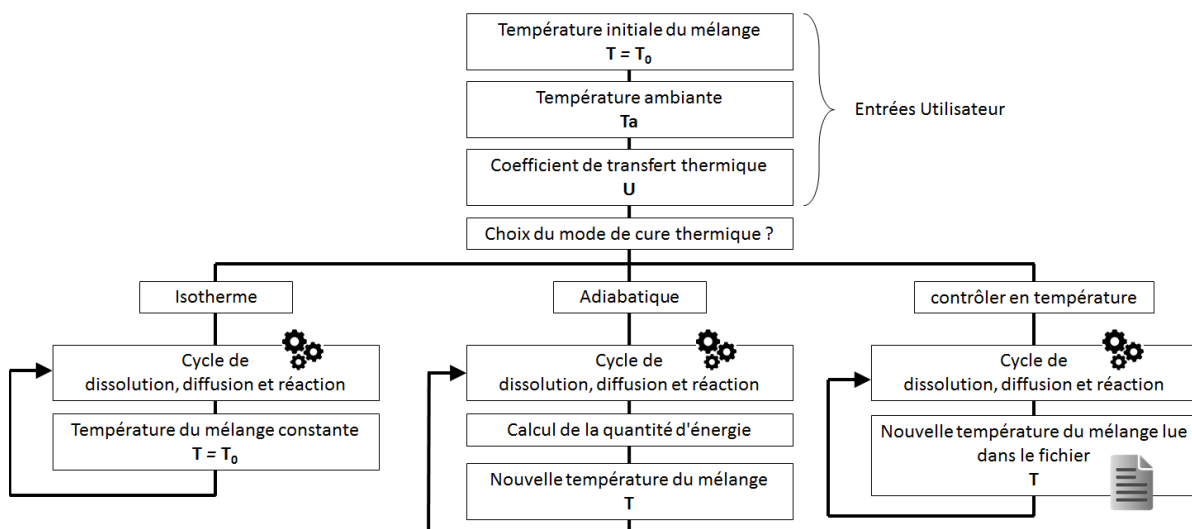 Température initiale du mélange
T = T₀
Température ambiante
Ta
Entrées Utilisateur
Coefficient de transfert thermique
U
Choix du mode de cure thermique ?
Isotherme
Adiabatique
contrôler en température
Cycle de
dissolution, diffusion et réaction
Cycle de
dissolution, diffusion et réaction
Cycle de
dissolution, diffusion et réaction
Température du mélange constante
T = T₀
Calcul de la quantité d'énergie
Nouvelle température du mélange
T
Nouvelle température du mélange lue
dans le fichier
T